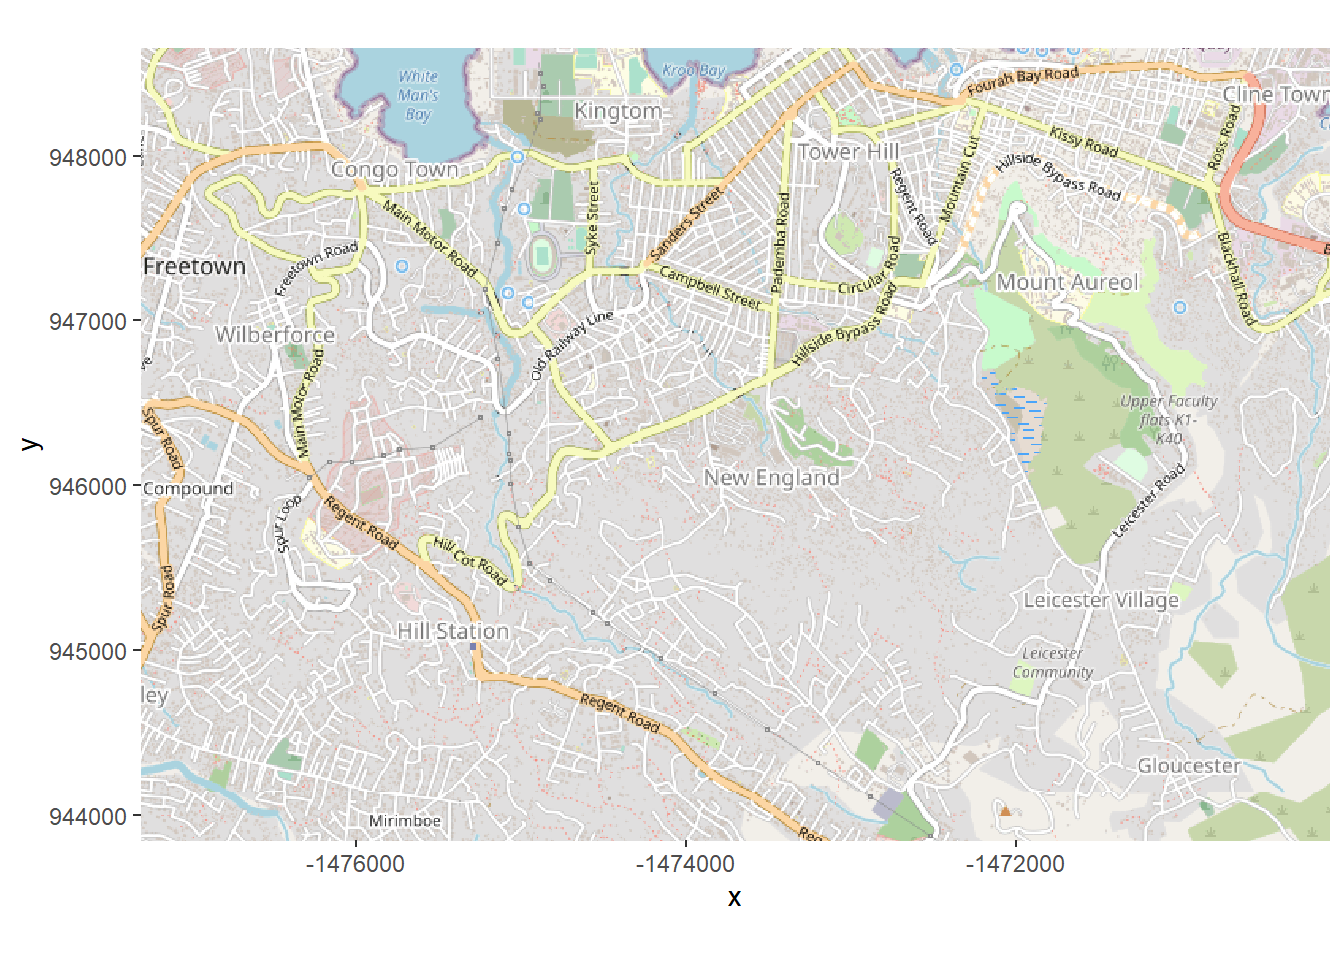 White
Man's
Bay
Kroo Bay
Kingtom
Fourah Bay Road
Cline Town
Congo Town
Tower Hill
Kissy Road
Ross Road
Hillside Bypass Road
Mountain Cut
Regent Road
Main Motor Road
Syke Street
Sanders Street
Pademba Road
Freetown
Freetown Road
Campbell Street
Circular Road
Mount Aureol
Blackhall Road
Wilberforce
Old Railway Line
Hillside Bypass Road
Main Motor Road
Upper Faculty
flats K1-
K40
Spur Road
Compound
New England
Leicester Road
Spur Loop
Regent Road
Hill Cot Road
Spur Road
Leicester Village
Hill Station
Leicester
Community
ley
Regent Road
Gloucester
Mirimboe
Reg
948000
947000
946000
945000
944000
-1476000
-1474000
-1472000
x
y